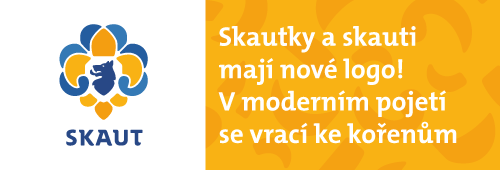 SKAUT
Skautky a skauti
mají nové logo!
V moderním pojetí
se vrací ke kořenům